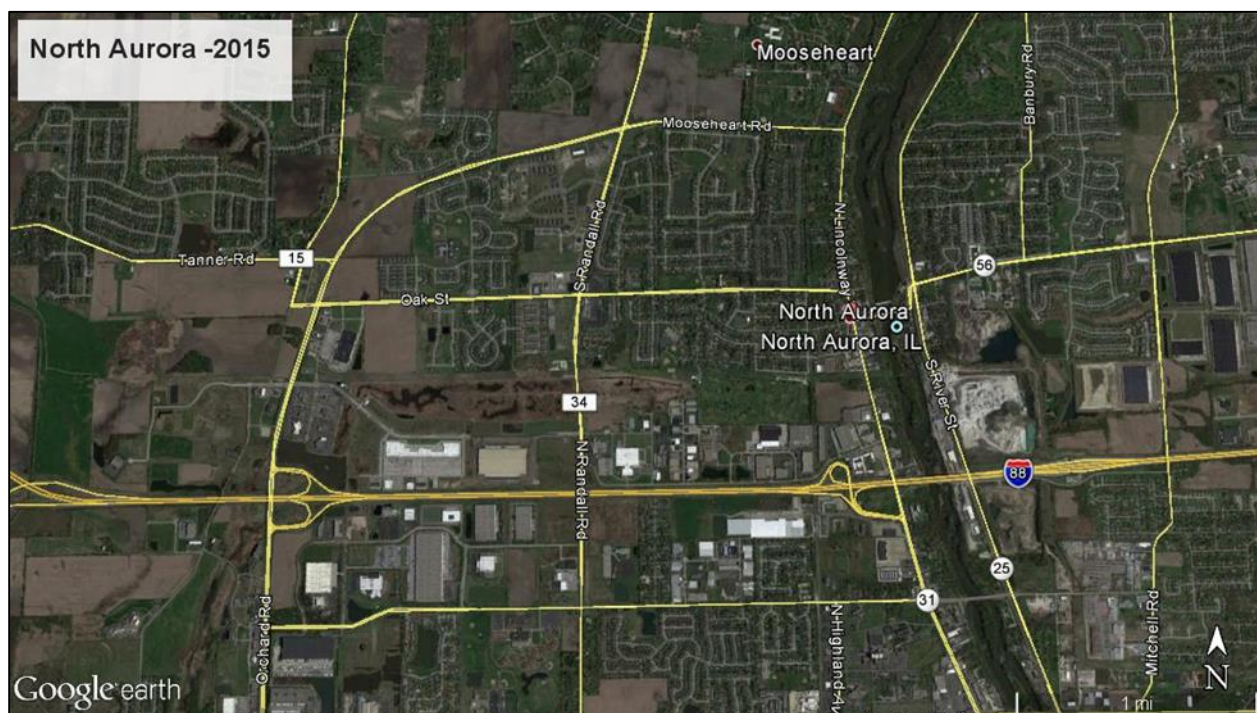 North Aurora -2015
Mooseheart
Banbury Rd
Mooseheart Rd
S Randall Rd
N Lincolnway
Tanner Rd
15
56
Oak St
North Aurora
North Aurora, IL
S River St
34
88
N Randall Rd
25
31
Orchard Rd
N Highland Av
Mitchell Rd
N
Google earth
1 mi